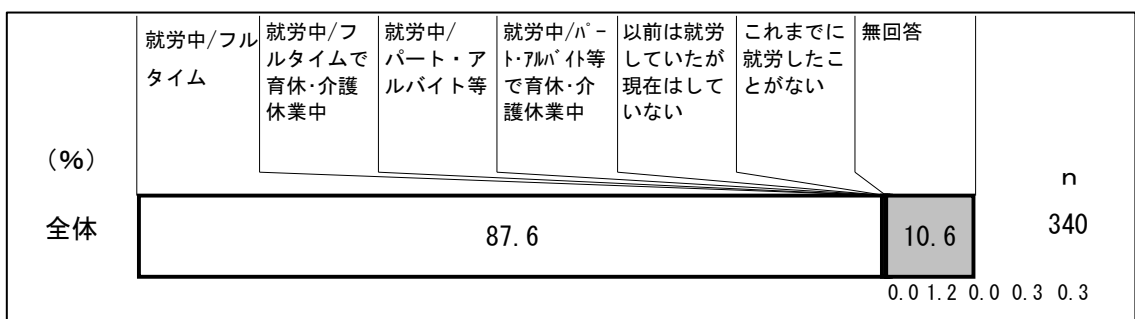 就労中/フル
タイム
就労中/フ
ルタイムで
育休･介護
休業中
就労中/
パート・ア
ルバイト等
就労中/ﾊﾟｰ
ﾄ･ｱﾙﾊﾞｲﾄ等
で育休･介
護休業中
以前は就労
していたが
現在はして
いない
これまでに
就労したこ
とがない
無回答
(%)
n
全体
87.6
10.6
340
0.0 1.2 0.0 0.3 0.3